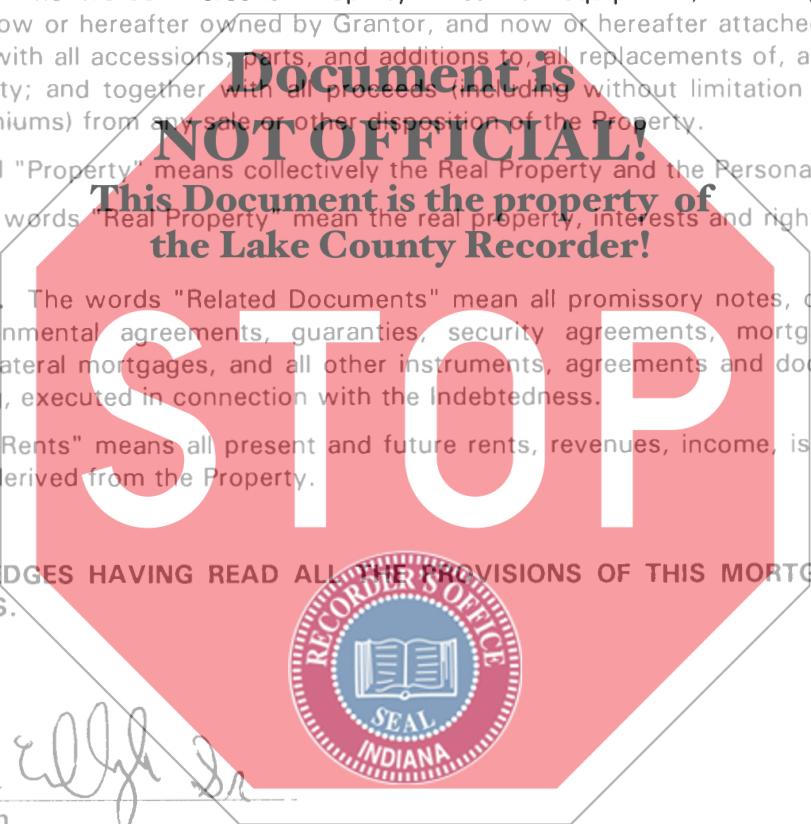 now or hereafter owned by Grantor, and now or hereafter attached
with all accessions, parts, and additions to, all replacements of, a
ty; and together with all proceeds (including without limitation
niums) from any sale or other disposition of the Property.
"Property" means collectively the Real Property and the Persona
words "Real Property" mean the real property, interests and righ
. The words "Related Documents" mean all promissory notes, c
nmental agreements, guaranties, security agreements, mortg
ateral mortgages, and all other instruments, agreements and doc
, executed in connection with the Indebtedness.
Rents" means all present and future rents, revenues, income, is
derived from the Property.
DGES HAVING READ ALL THE PROVISIONS OF THIS MORTG
S.
Document is
NOT OFFICIAL!
This Document is the property of
the Lake County Recorder!
STOP
RECORDER'S OFFICE
SEAL
INDIANA